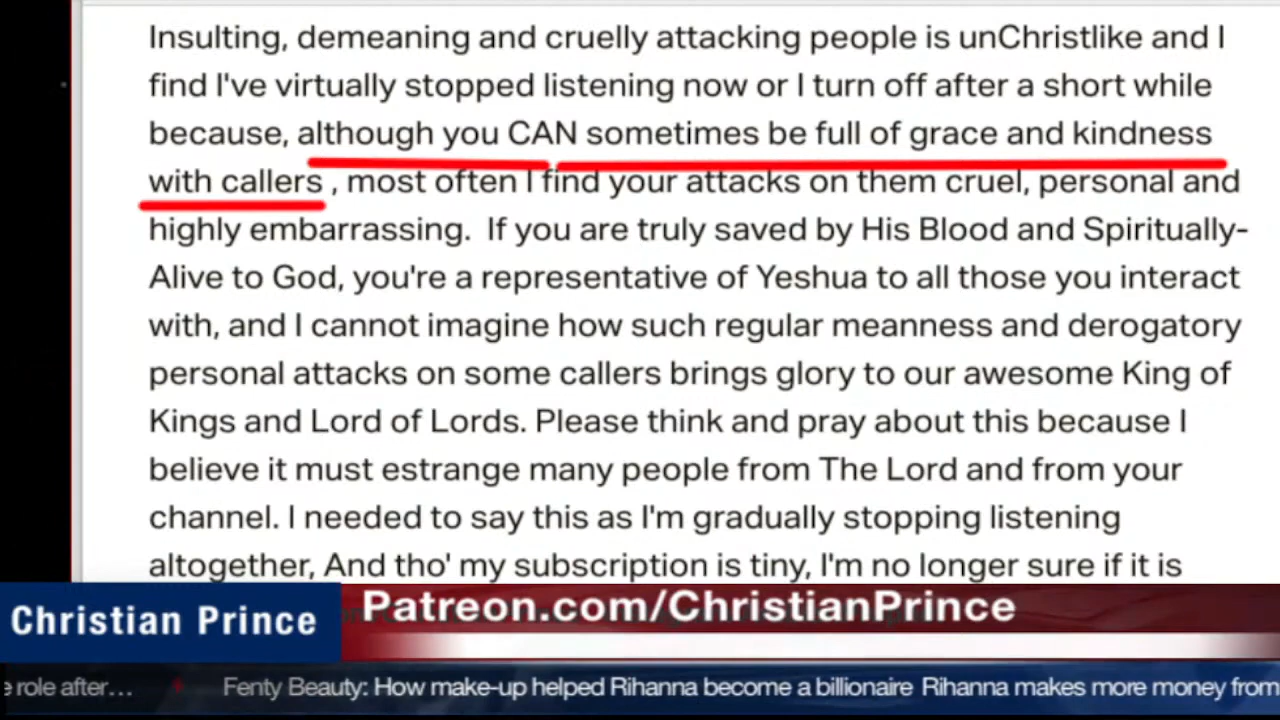 Insulting, demeaning and cruelly attacking people is unChristlike and I
find I've virtually stopped listening now or I turn off after a short while
because, although you CAN sometimes be full of grace and kindness
with callers , most often I find your attacks on them cruel, personal and
highly embarrassing.  If you are truly saved by His Blood and Spiritually-
Alive to God, you're a representative of Yeshua to all those you interact
with, and I cannot imagine how such regular meanness and derogatory
personal attacks on some callers brings glory to our awesome King of
Kings and Lord of Lords. Please think and pray about this because I
believe it must estrange many people from The Lord and from your
channel. I needed to say this as I'm gradually stopping listening
altogether, And tho' my subscription is tiny, I'm no longer sure if it is
Christian Prince
Patreon.com/ChristianPrince
e role after… Fenty Beauty: How make-up helped Rihanna become a billionaire Rihanna makes more money from